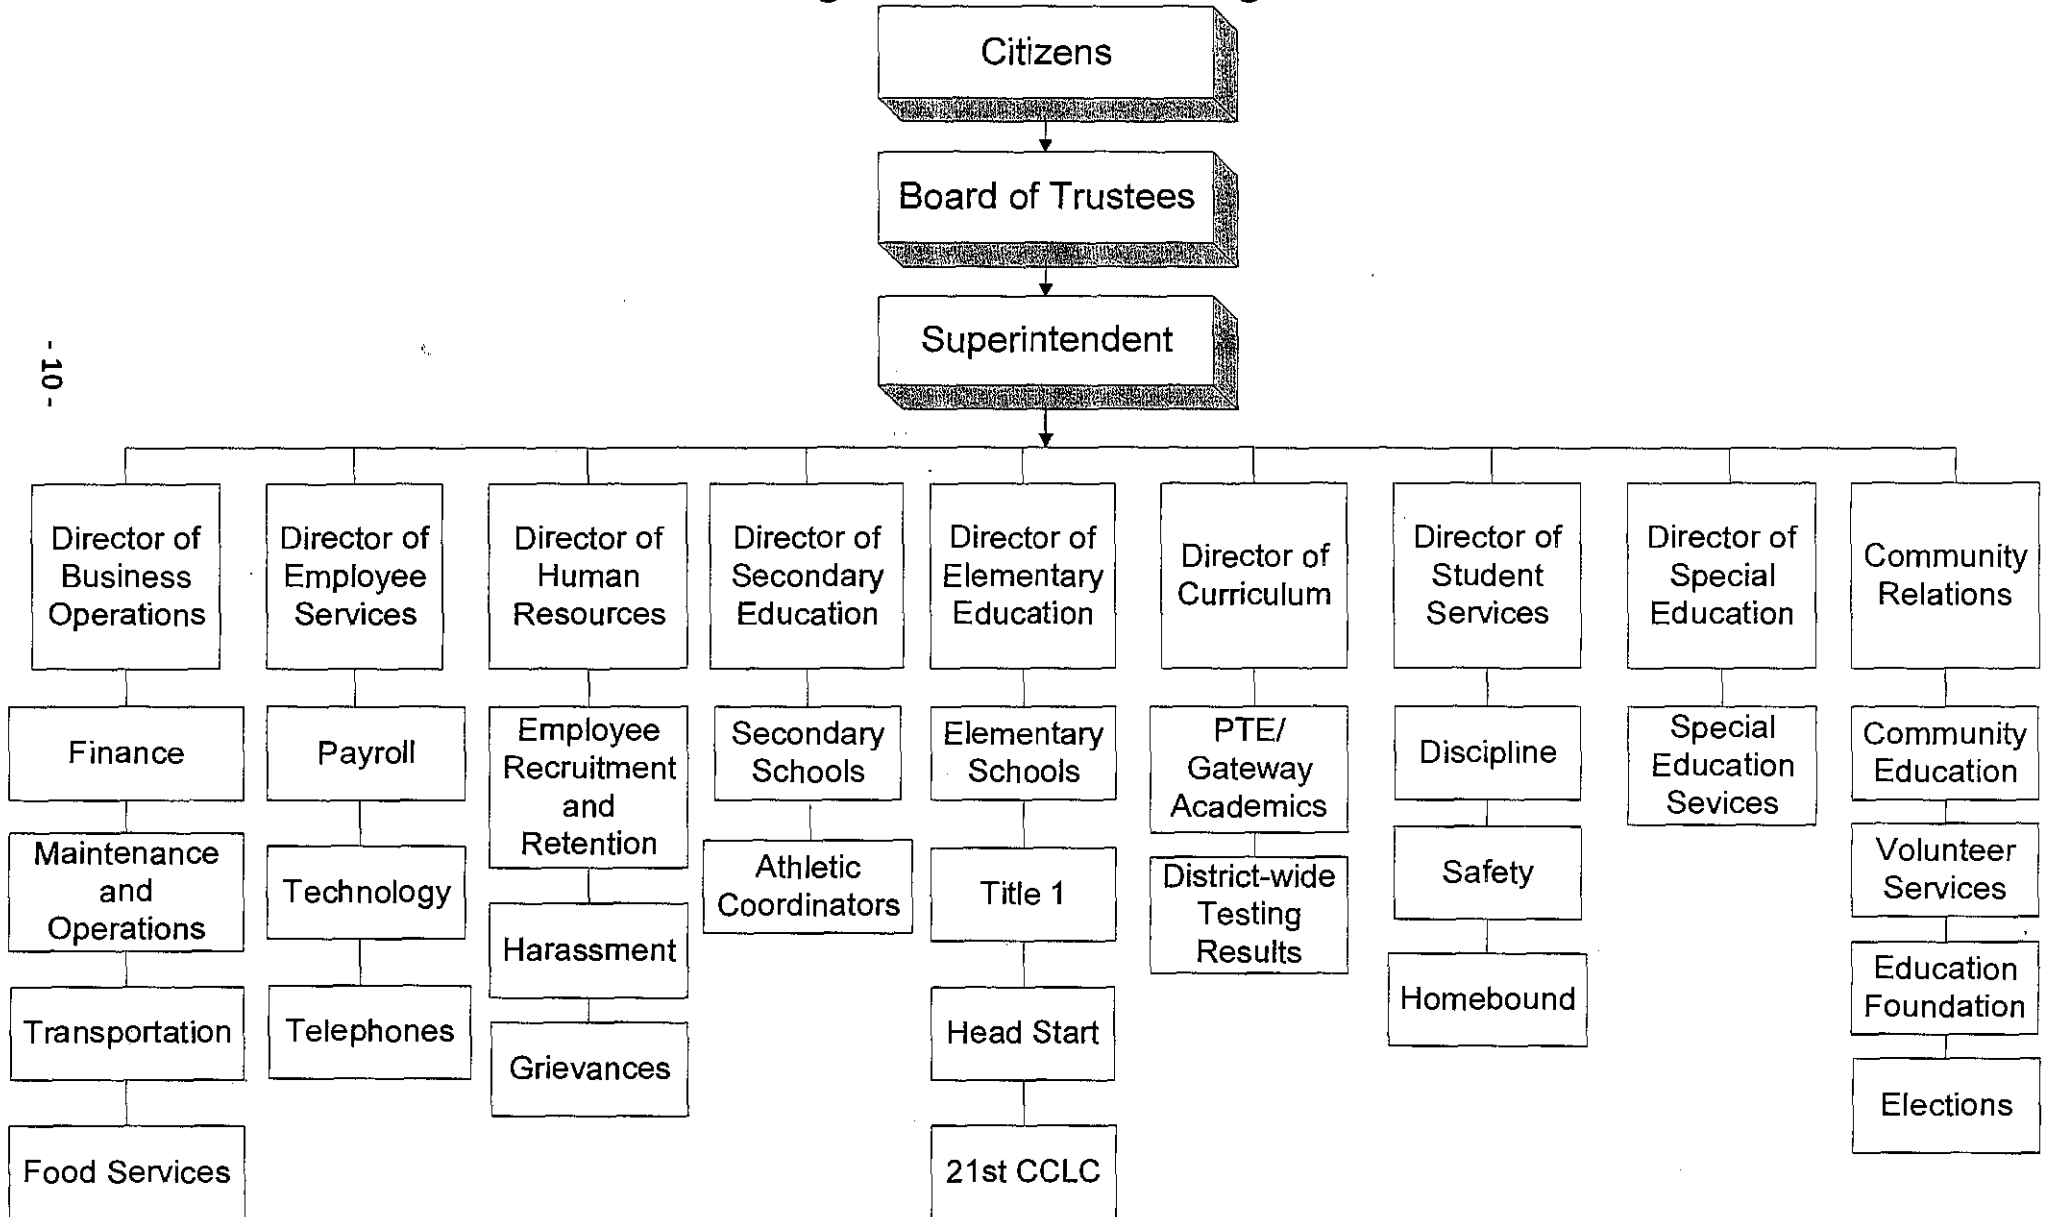 Citizens
Board of Trustees
Superintendent
- 10 -
Director of
Business
Operations
Director of
Employee
Services
Director of
Human
Resources
Director of
Secondary
Education
Director of
Elementary
Education
Director of
Curriculum
Director of
Student
Services
Director of
Special
Education
Community
Relations
Finance
Maintenance
and
Operations
Transportation
Food Services
Payroll
Technology
Telephones
Employee
Recruitment
and
Retention
Harassment
Grievances
Secondary
Schools
Athletic
Coordinators
Elementary
Schools
Title 1
Head Start
21st CCLC
PTE/
Gateway
Academics
District-wide
Testing
Results
Discipline
Safety
Homebound
Special
Education
Sevices
Community
Education
Volunteer
Services
Education
Foundation
Elections